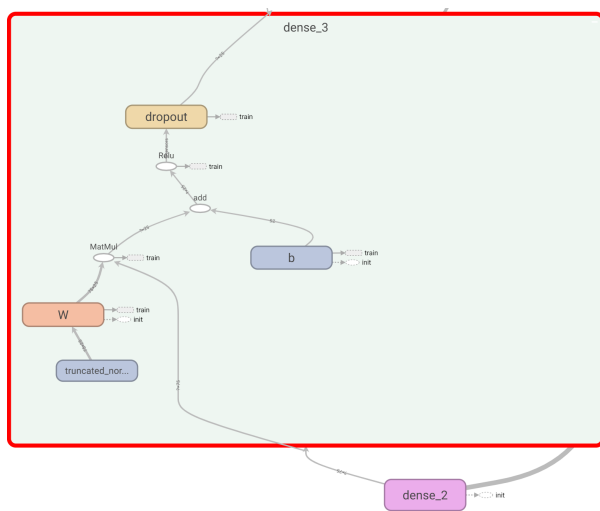 dense_3
dropout
train
Relu
train
add
MatMul
train
b
train
init
W
train
init
truncated_nor...
dense_2
init